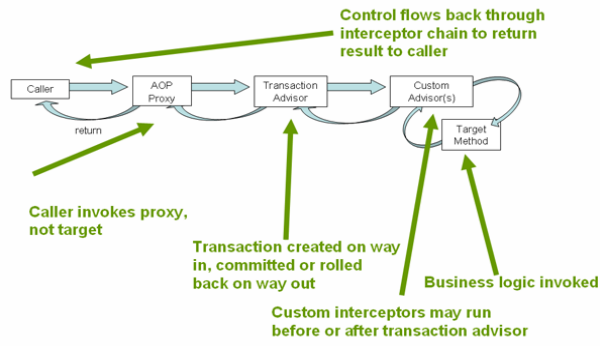 Control flows back through
interceptor chain to return
result to caller
Caller
AOP
Proxy
Transaction
Advisor
Custom
Advisor(s)
return
Target
Method
Caller invokes proxy,
not target
Transaction created on way
in, committed or rolled
back on way out
Business logic invoked
Custom interceptors may run
before or after transaction advisor